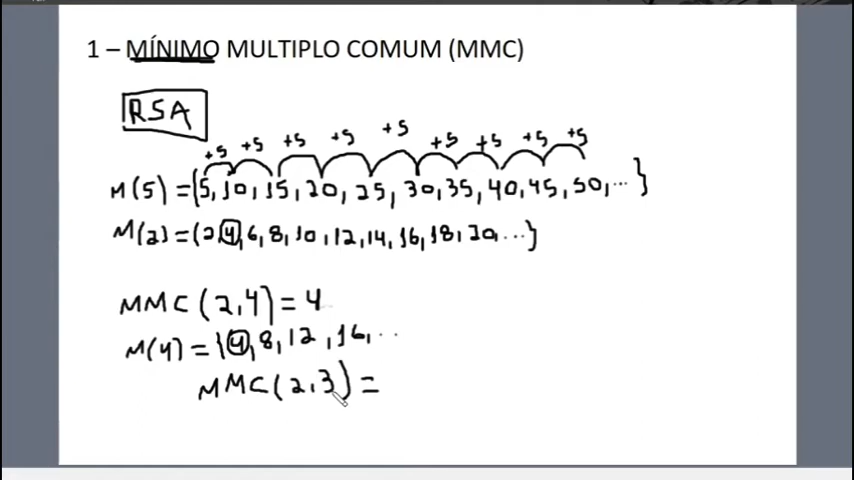 1 – MÍNIMO MULTIPLO COMUM (MMC)
RSA
+5 +5 +5 +5 +5 +5 +5 +5 +5
M(5) = {5, 10, 15, 20, 25, 30, 35, 40, 45, 50, ... }
M(2) = {2, 4, 6, 8, 10, 12, 14, 16, 18, 20, ... }
MMC (2,4) = 4
M(4) = {4, 8, 12, 16, ...
MMC (2,3) =